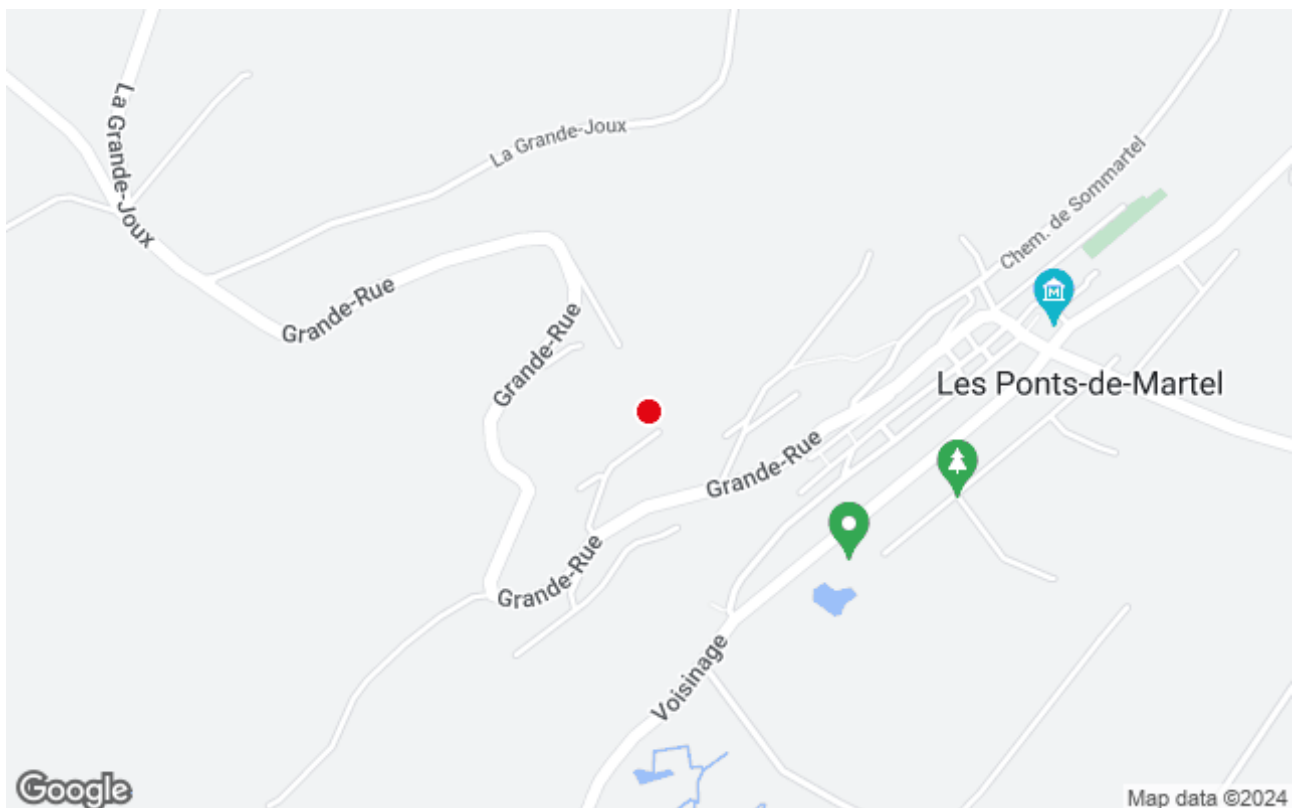 La Grande-Joux
La Grande-Joux
Chem. de Sommartel
Grande-Rue
Grande-Rue
M
Les Ponts-de-Martel
Grande-Rue
Grande-Rue
Voisinage
Google
Map data ©2024